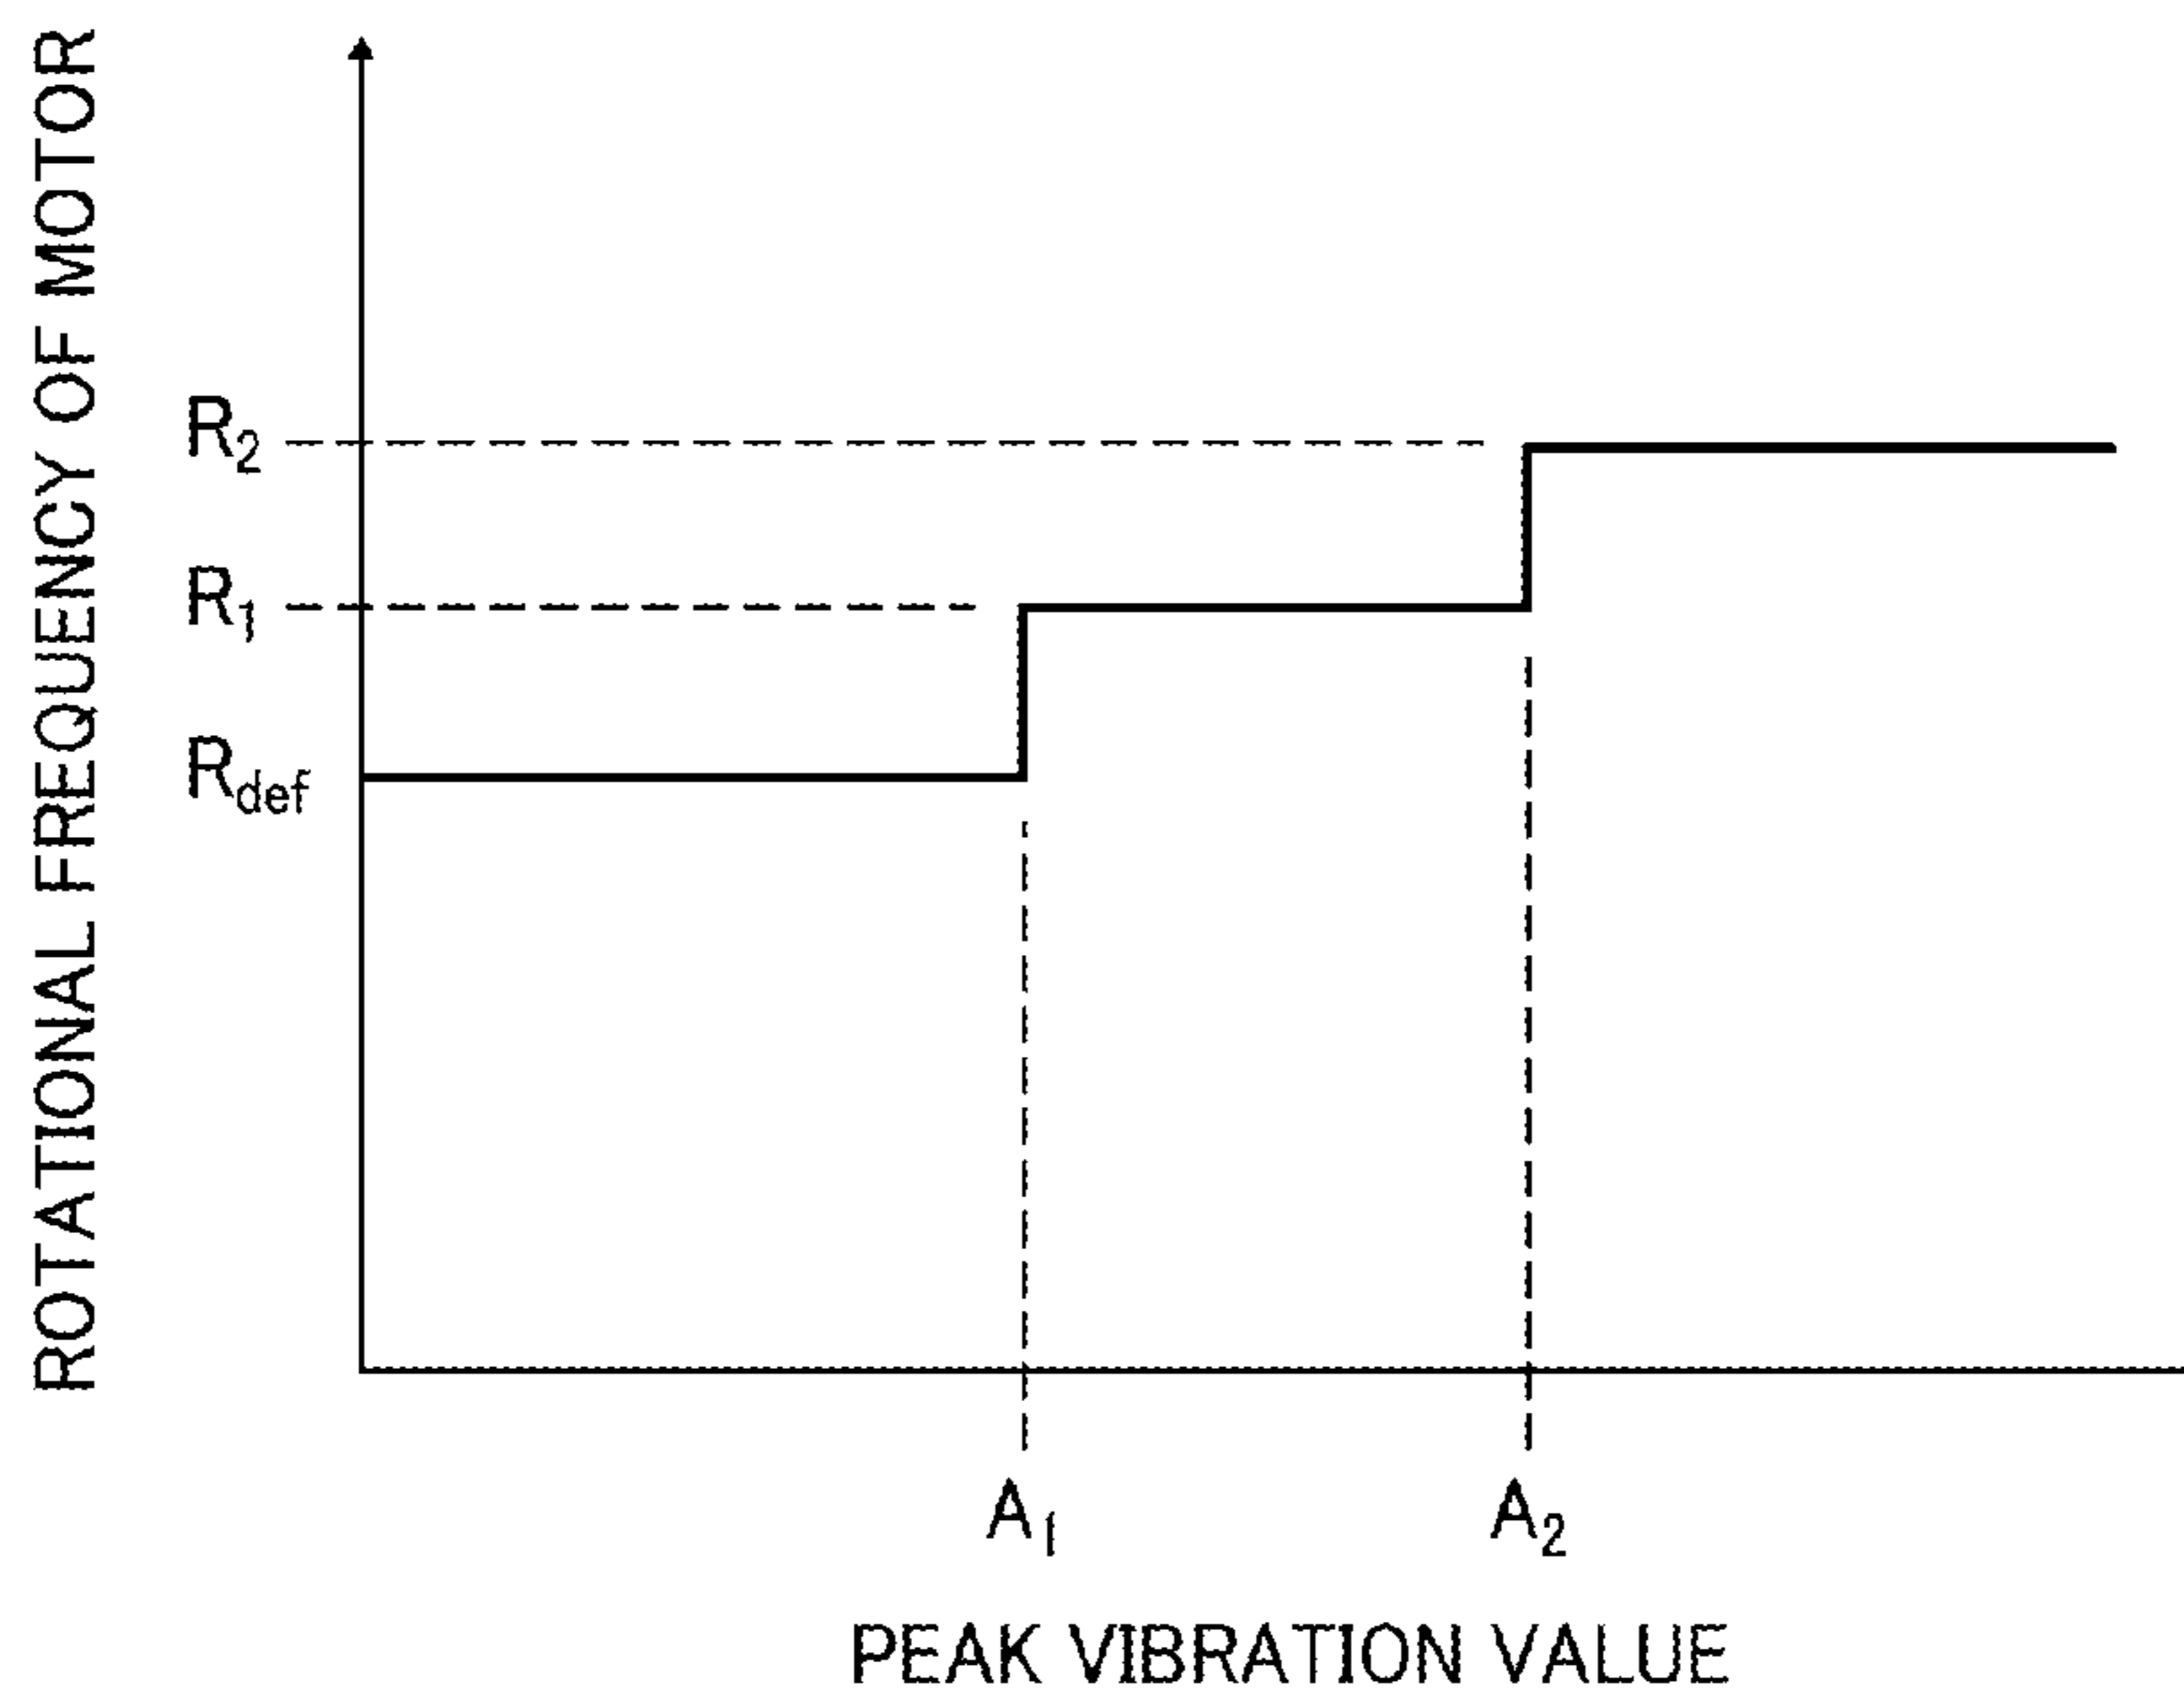 ROTATIONAL FREQUENCY OF MOTOR
R2
R1
Rdef
A1
A2
PEAK VIBRATION VALUE